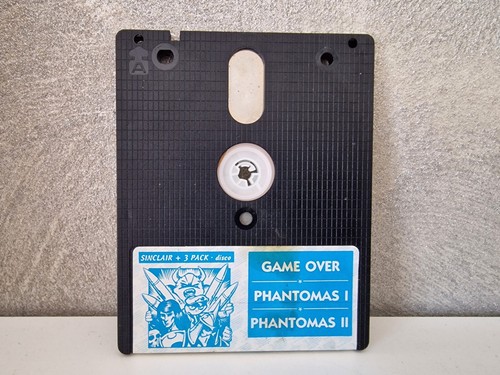 A
SINCLAIR + 3 PACK - disco
GAME OVER
PHANTOMAS I
PHANTOMAS II